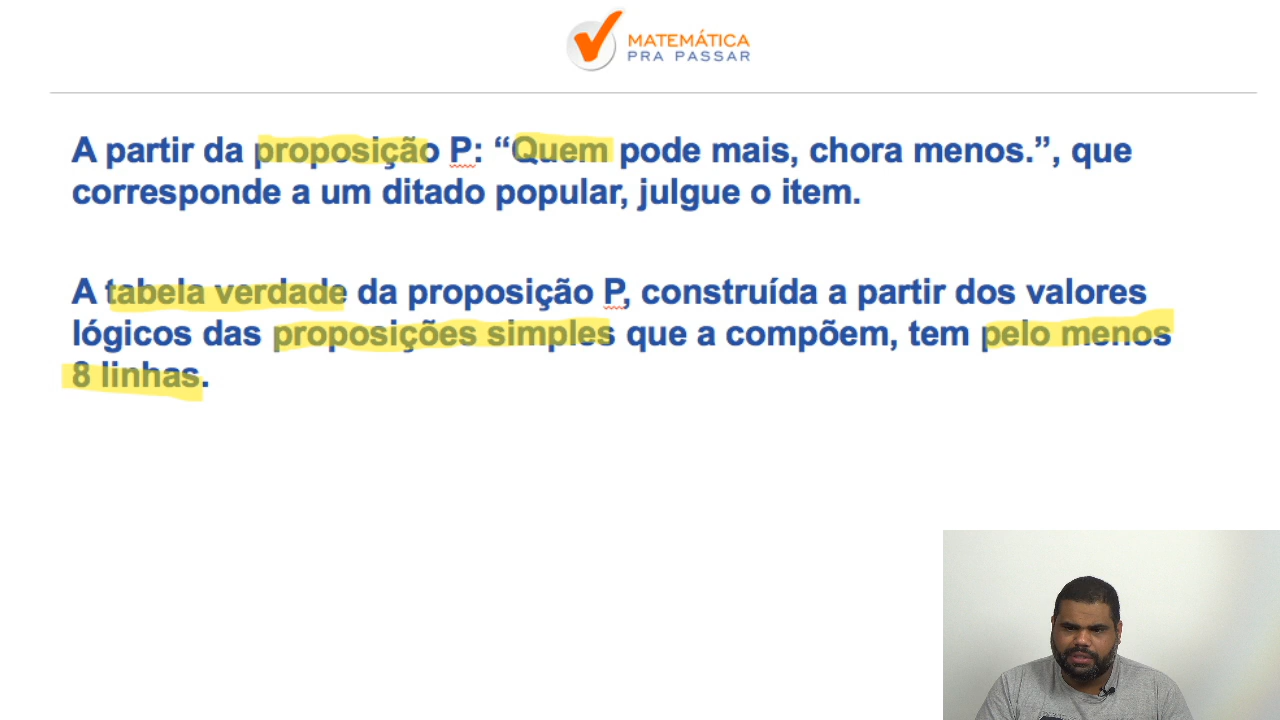 MATEMÁTICA
PRA PASSAR
A partir da proposição P: “Quem pode mais, chora menos.”, que
corresponde a um ditado popular, julgue o item.
A tabela verdade da proposição P, construída a partir dos valores
lógicos das proposições simples que a compõem, tem pelo menos
8 linhas.